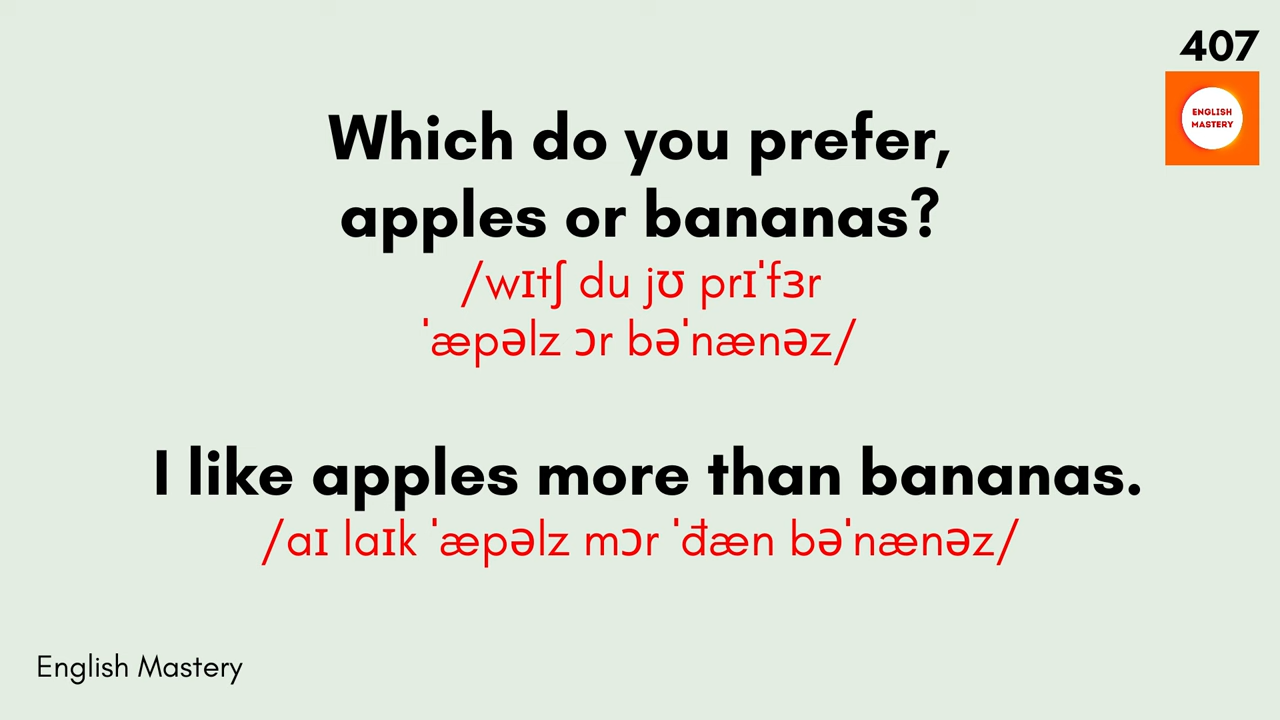 407
ENGLISH
MASTERY
Which do you prefer,
apples or bananas?
/wɪtʃ du jʊ prɪˈfɜr
ˈæpəlz ɔr bəˈnænəz/
I like apples more than bananas.
/aɪ laɪk ˈæpəlz mɔr ˈđæn bəˈnænəz/
English Mastery